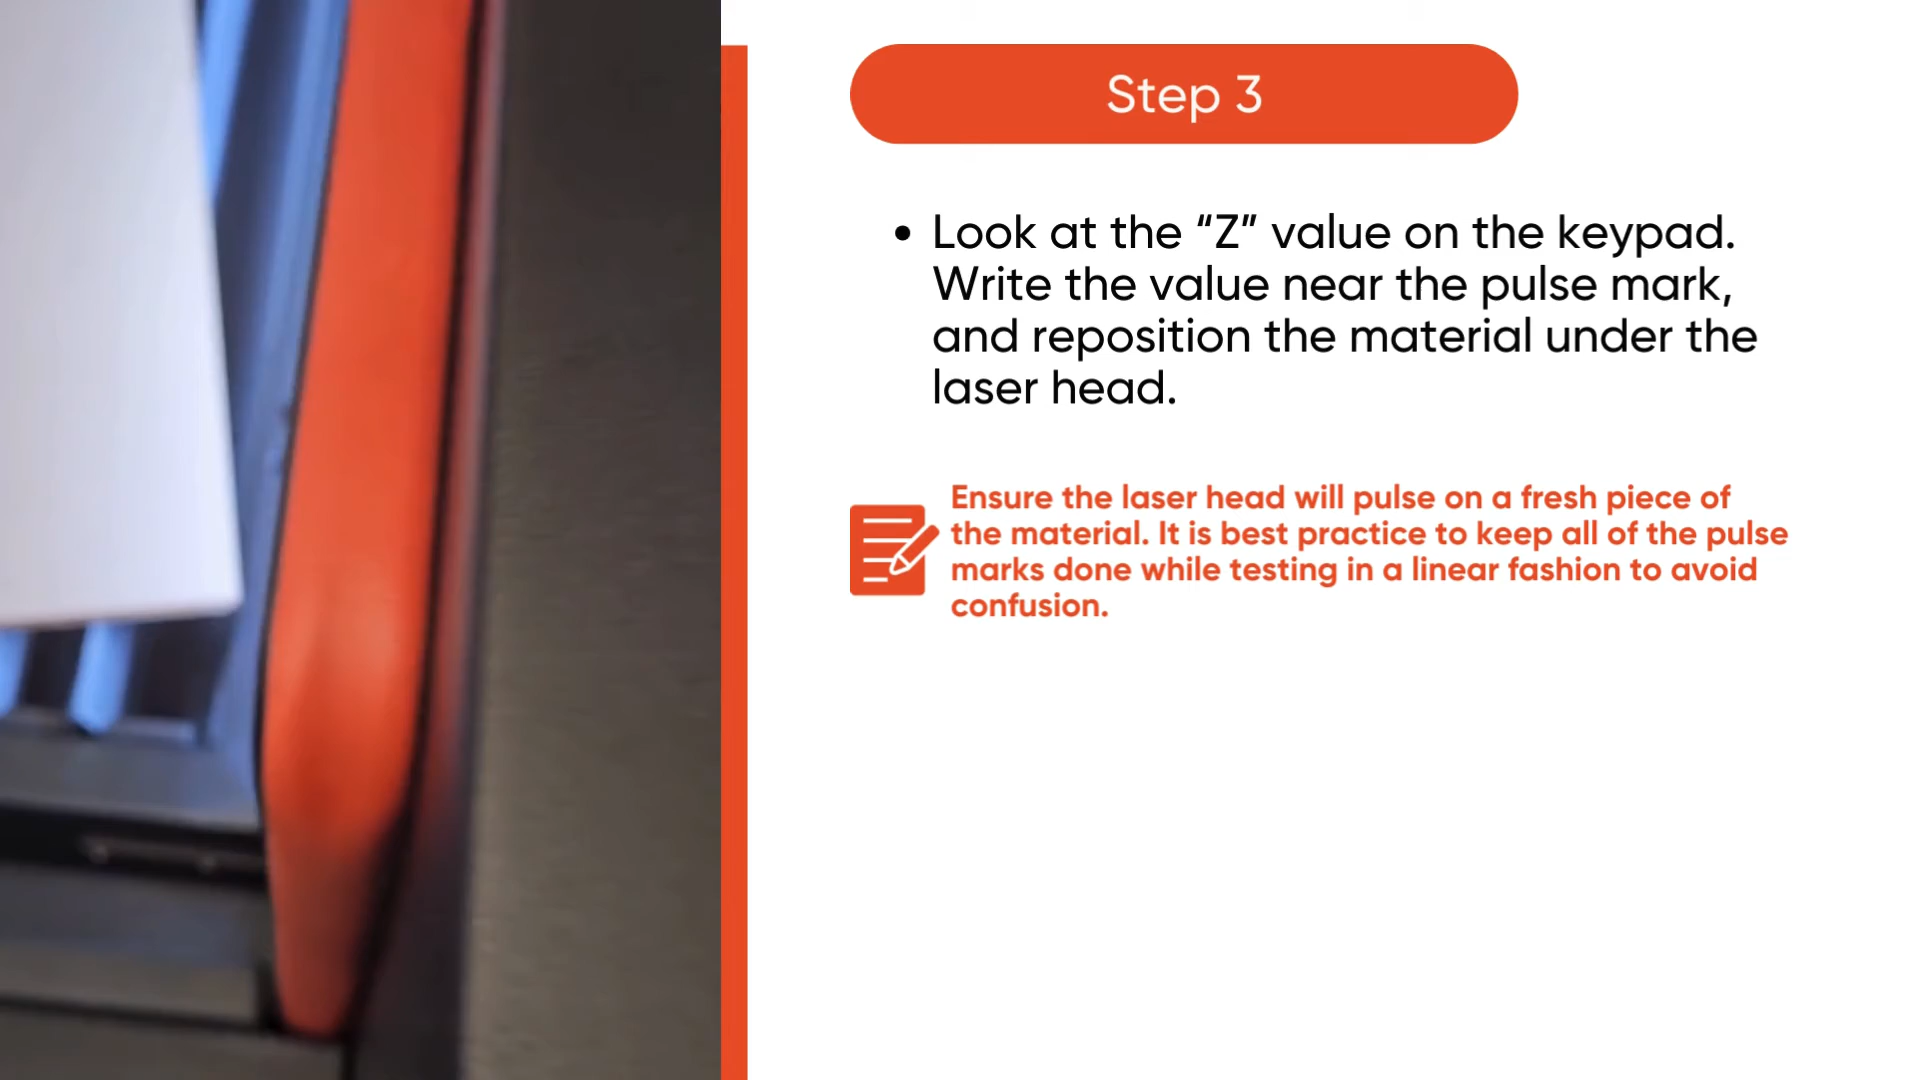 Step 3
• Look at the “Z” value on the keypad.
Write the value near the pulse mark,
and reposition the material under the
laser head.
Ensure the laser head will pulse on a fresh piece of
the material. It is best practice to keep all of the pulse
marks done while testing in a linear fashion to avoid
confusion.